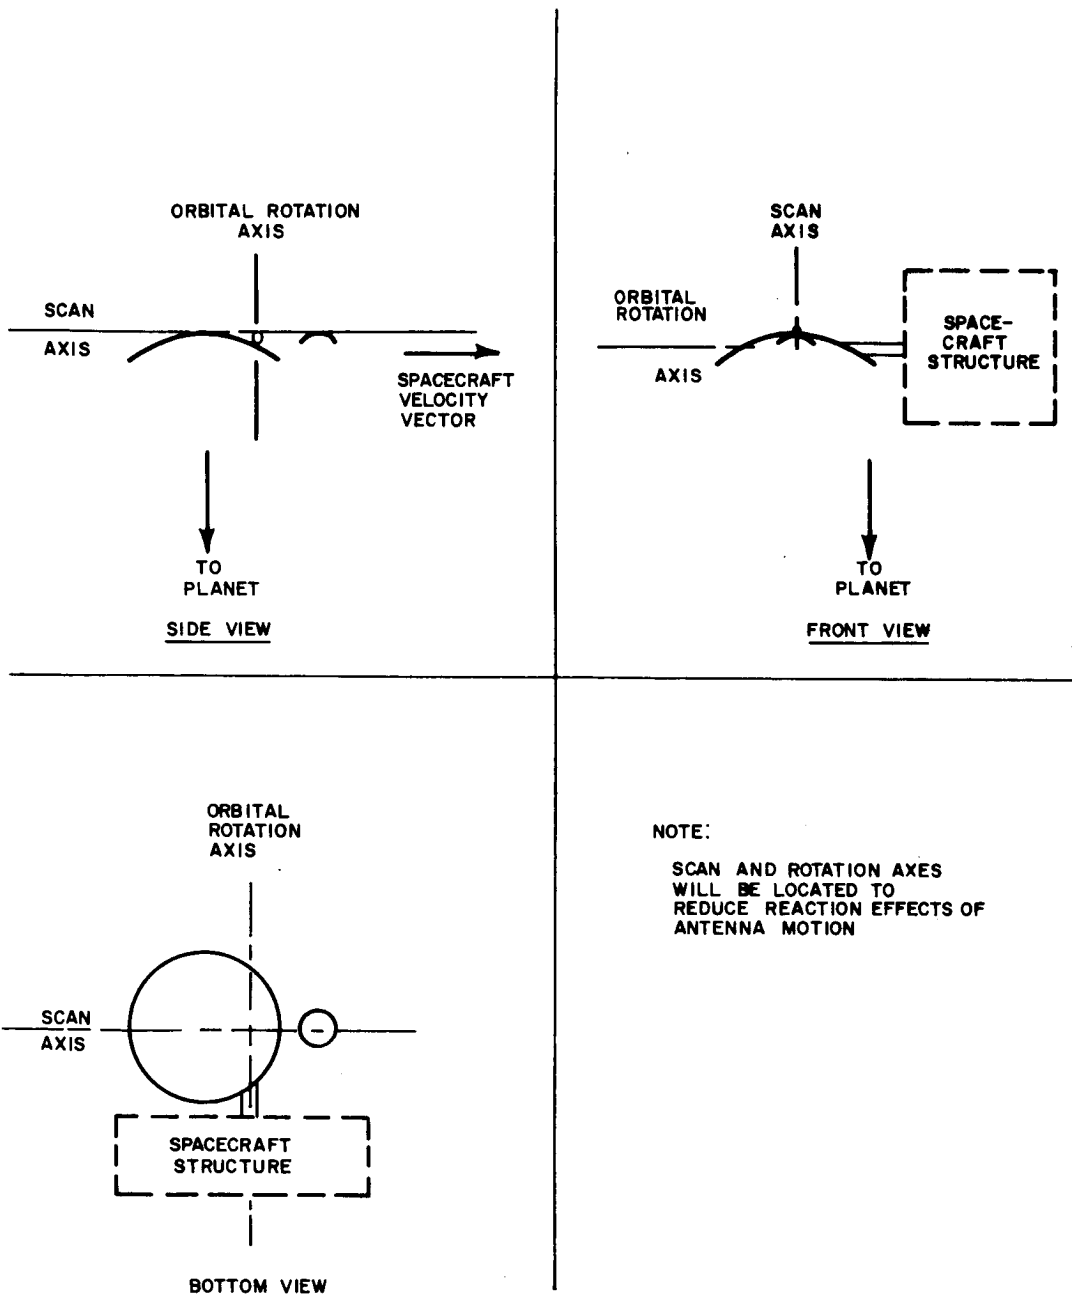 ORBITAL ROTATION
AXIS
SCAN
AXIS
SPACECRAFT
VELOCITY
VECTOR
TO
PLANET
SIDE VIEW
SCAN
AXIS
ORBITAL
ROTATION
AXIS
SPACE-
CRAFT
STRUCTURE
TO
PLANET
FRONT VIEW
ORBITAL
ROTATION
AXIS
SCAN
AXIS
SPACECRAFT
STRUCTURE
BOTTOM VIEW
NOTE:
SCAN AND ROTATION AXES
WILL BE LOCATED TO
REDUCE REACTION EFFECTS OF
ANTENNA MOTION